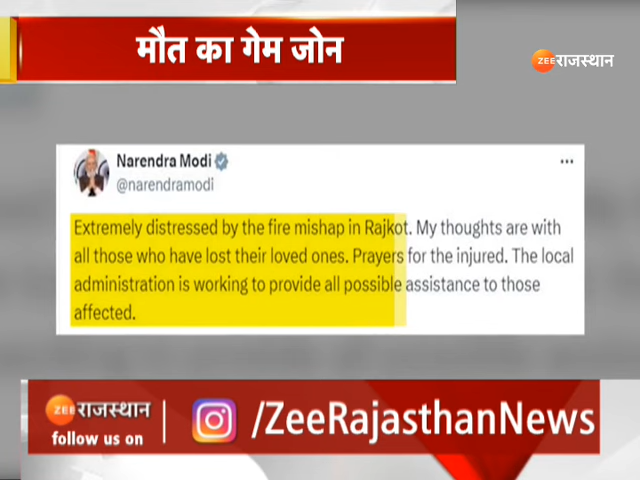 मौत का गेम जोन
ZEE राजस्थान
Narendra Modi
@narendramodi
Extremely distressed by the fire mishap in Rajkot. My thoughts are with
all those who have lost their loved ones. Prayers for the injured. The local
administration is working to provide all possible assistance to those
affected.
ZEE राजस्थान
follow us on
/ZeeRajasthanNews